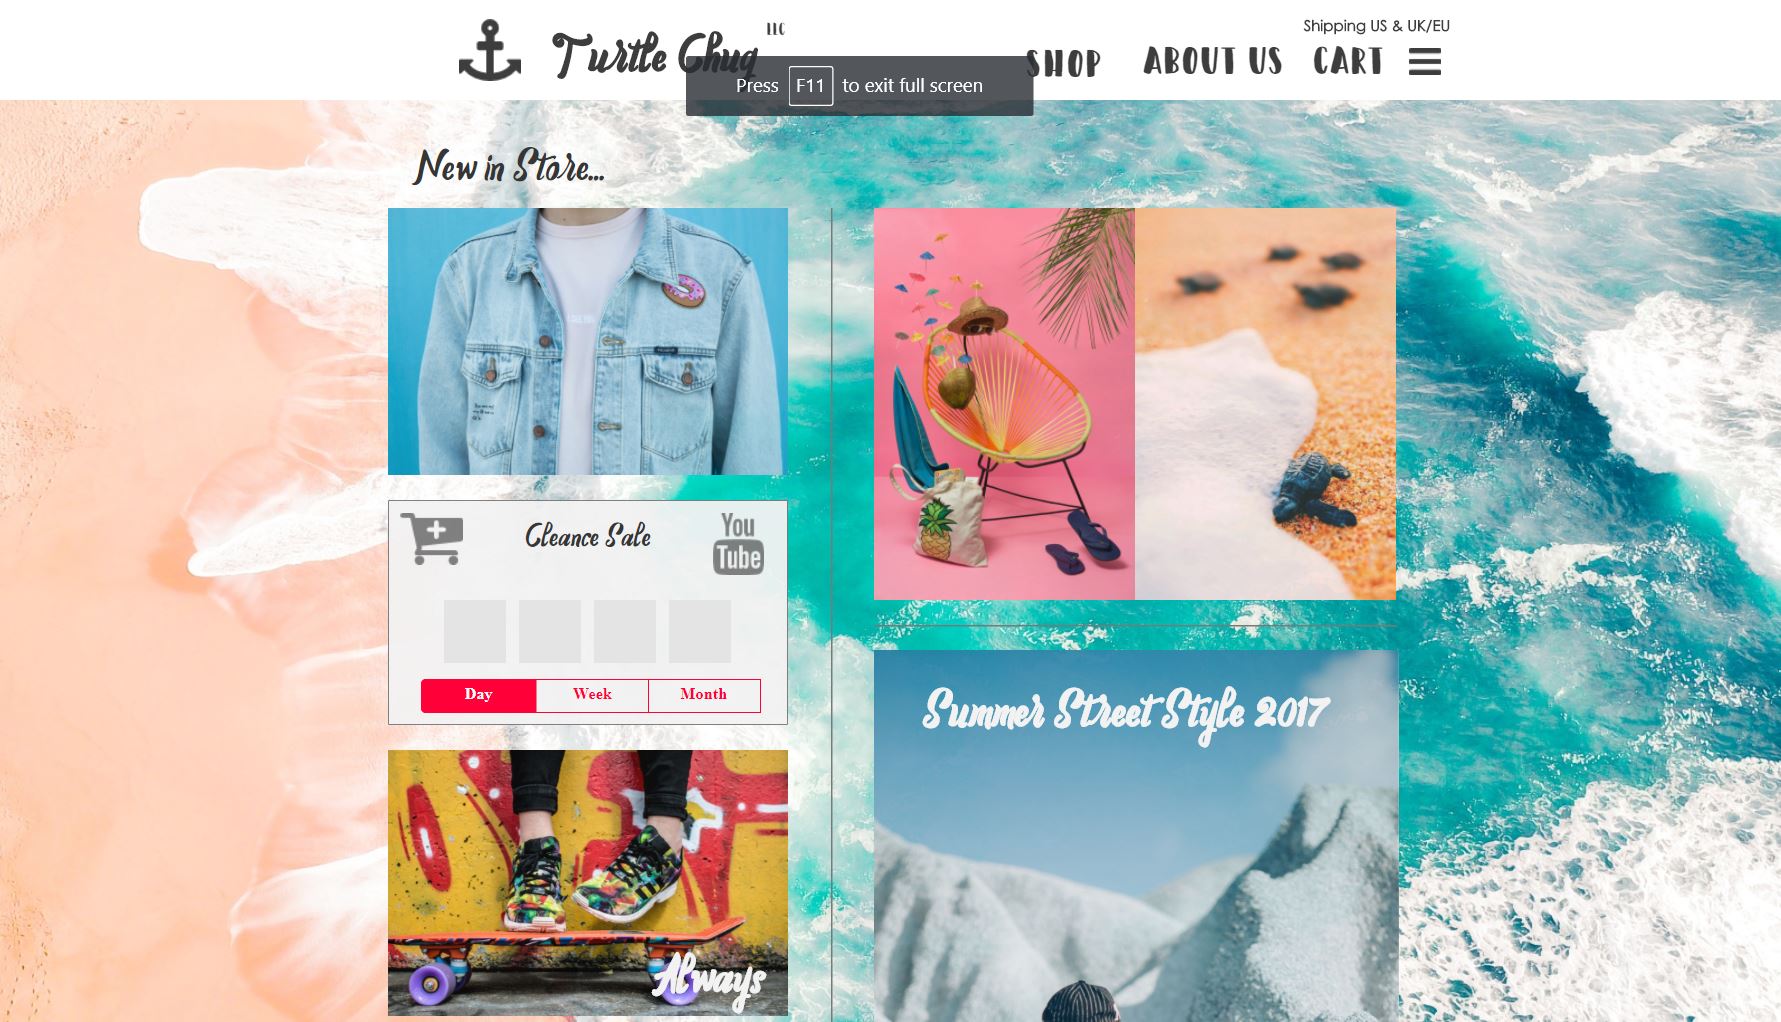 LLC
Turtle Chug
Shipping US & UK/EU
SHOP ABOUT US CART
Press F11 to exit full screen
New in Store...
Cleance Sale
You
Tube
Day Week Month
Summer Street Style 2017
Always